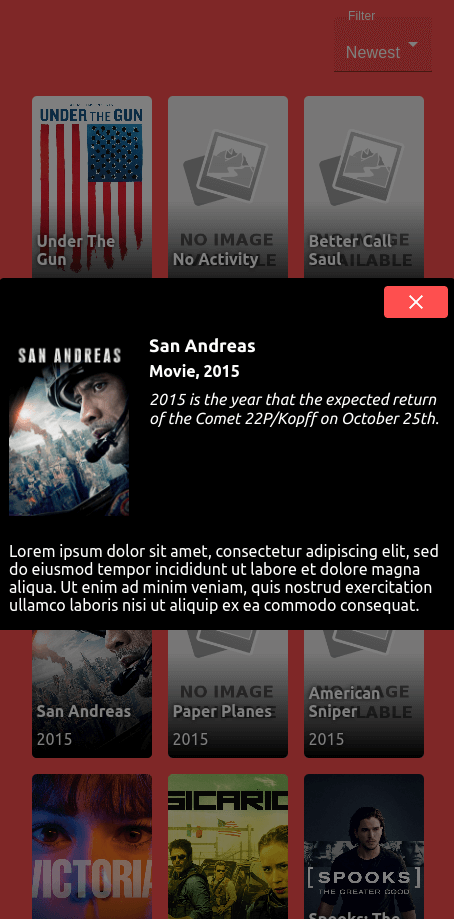 Filter
Newest
UNDER THE GUN
Under The
Gun
NO IMAGE
No Activity
NO IMAGE
AVAILABLE
Better Call
Saul
SAN ANDREAS
San Andreas
Movie, 2015
2015 is the year that the expected return
of the Comet 22P/Kopff on October 25th.
Lorem ipsum dolor sit amet, consectetur adipiscing elit, sed
do eiusmod tempor incididunt ut labore et dolore magna
aliqua. Ut enim ad minim veniam, quis nostrud exercitation
ullamco laboris nisi ut aliquip ex ea commodo consequat.
San Andreas
2015
NO IMAGE
AVAILABLE
Paper Planes
2015
NO IMAGE
AVAILABLE
American
Sniper
2015
VICTORIA
SICARIO
[SPOOKS]
THE GREATER GOOD
Spooks: The